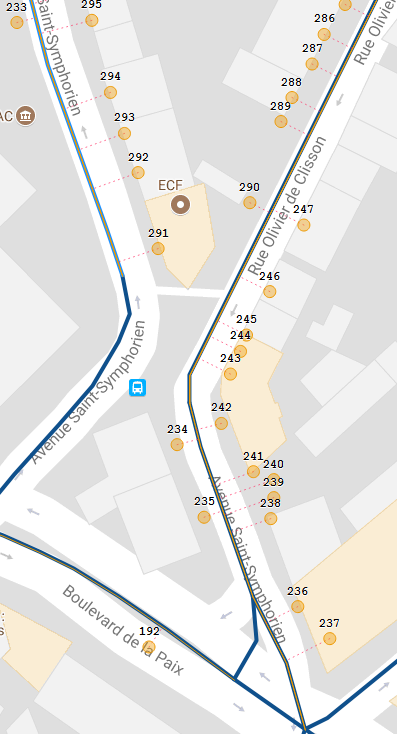 233
295
286
Rue Olivier
Saint-Symphorien
287
294
288
AC
289
293
292
Rue Olivier de Clisson
ECF
290
247
291
246
245
244
243
Avenue Saint-Symphorien
242
234
241
240
239
235
238
Avenue Saint-Symphorien
236
237
Boulevard de la Paix
192
s